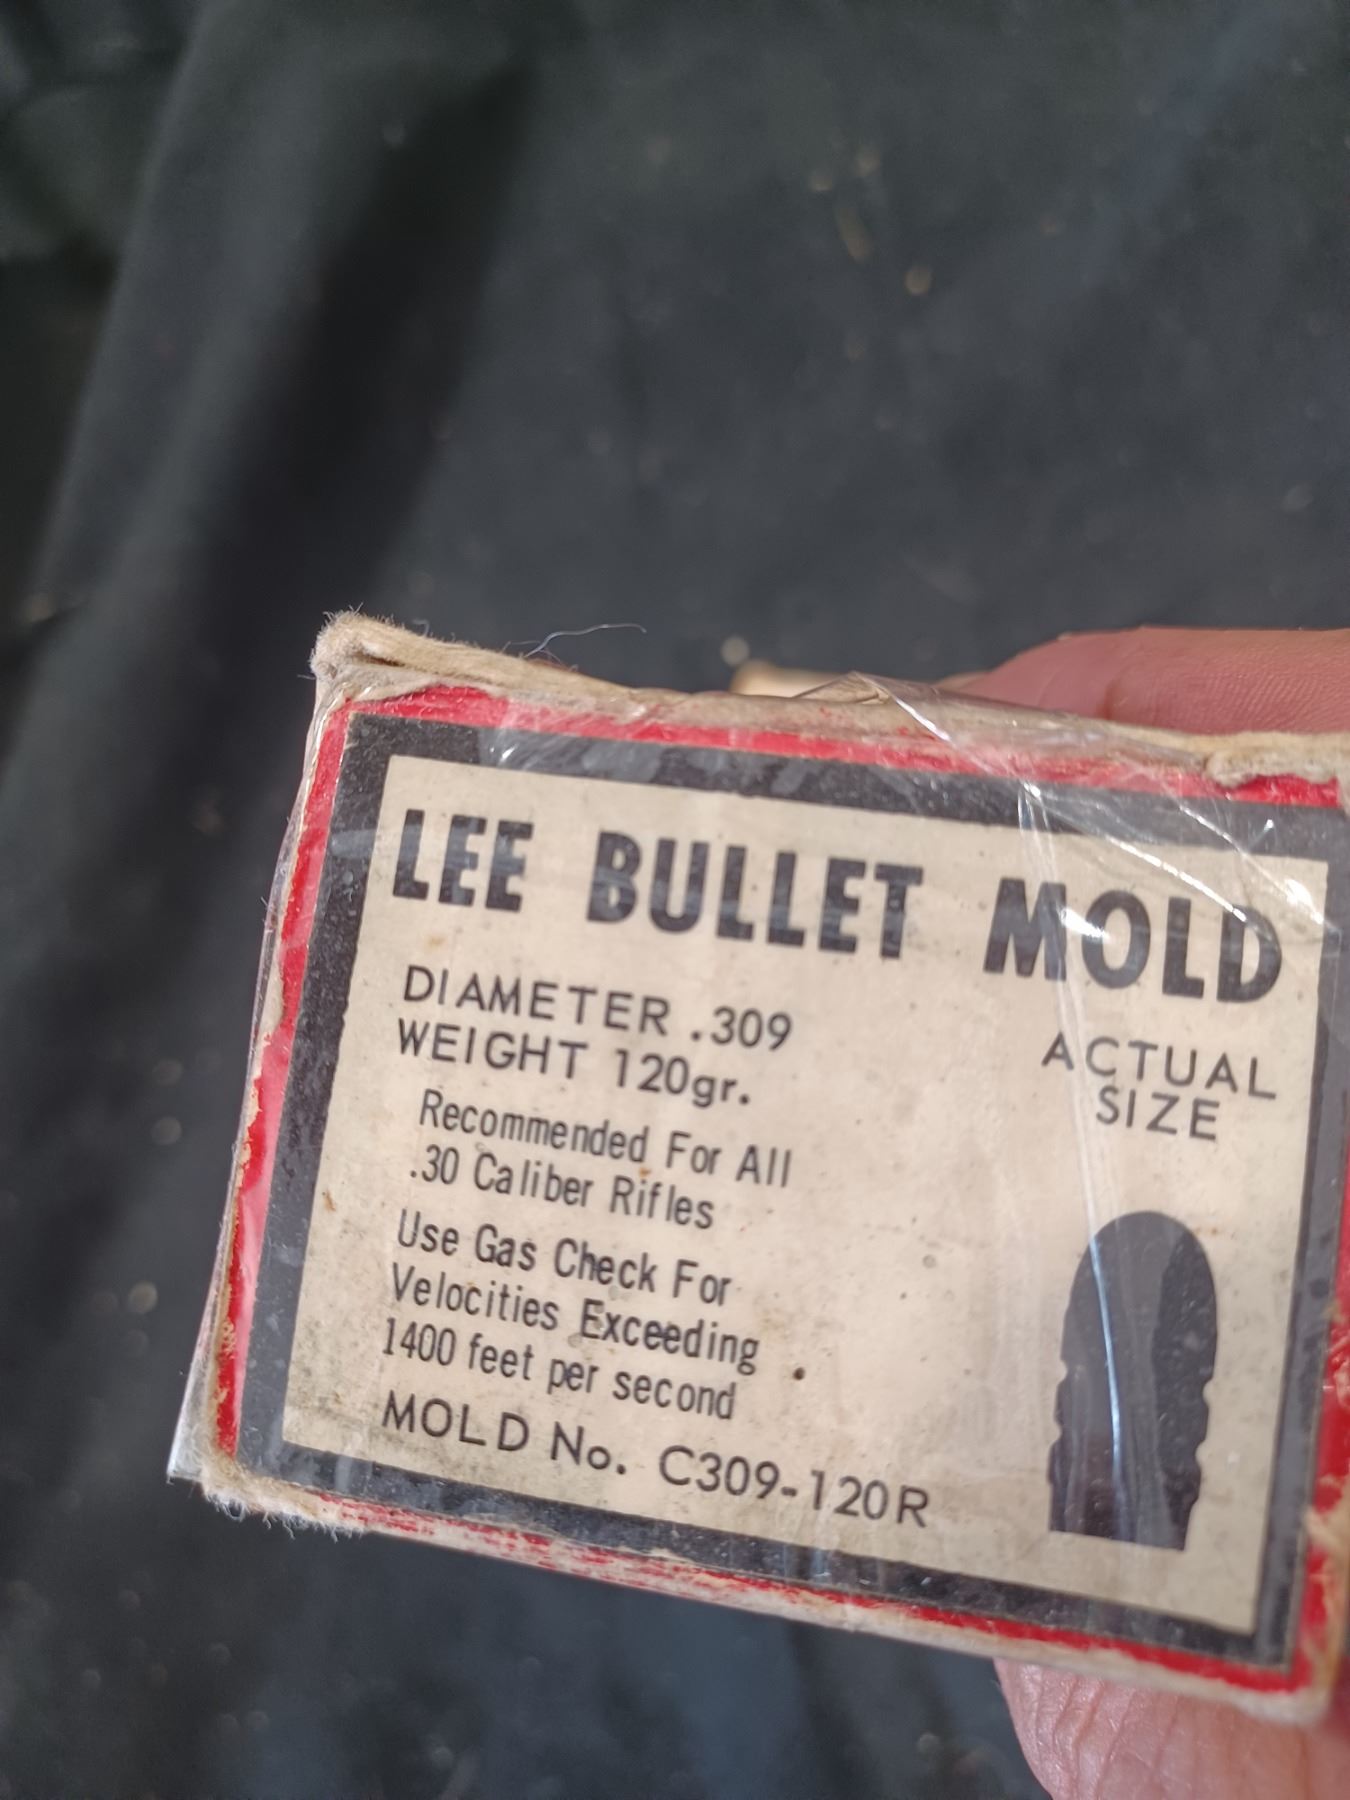 LEE BULLET MOLD
DIAMETER .309
WEIGHT 120gr.
Recommended For All
.30 Caliber Rifles
Use Gas Check For
Velocities Exceeding
1400 feet per second
MOLD No. C309-120R
ACTUAL
SIZE